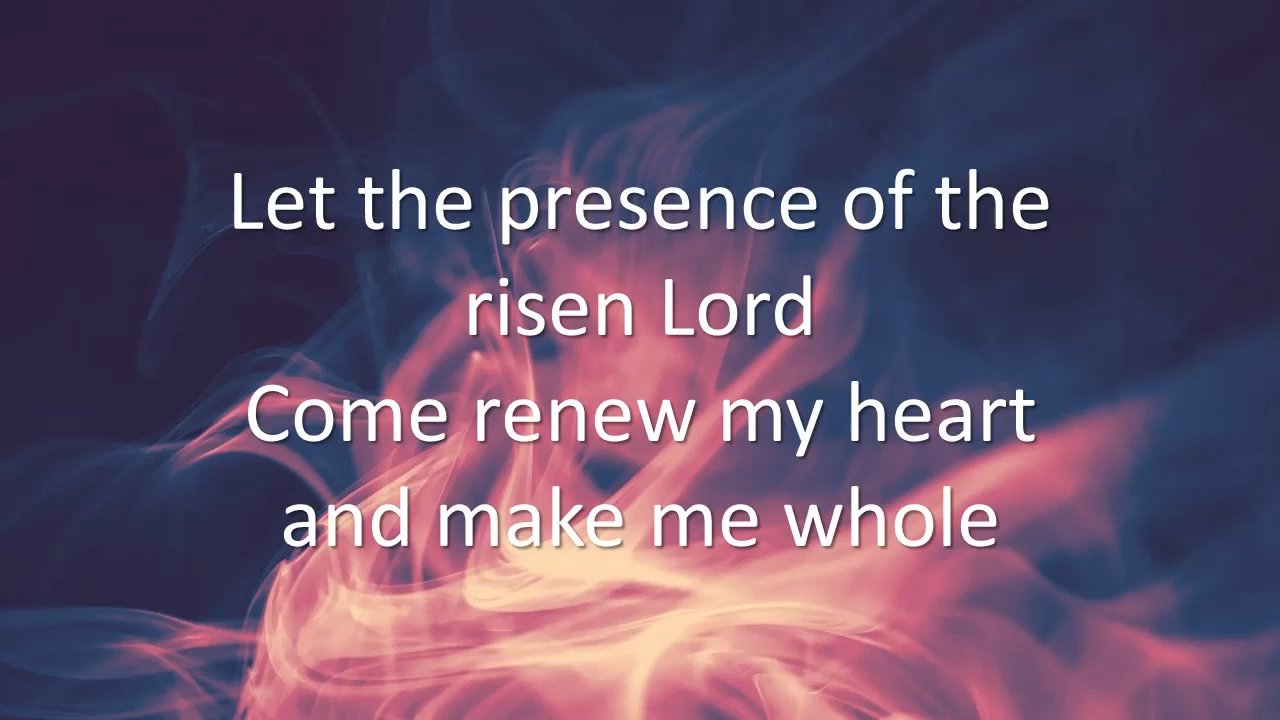 Let the presence of the
risen Lord
Come renew my heart
and make me whole